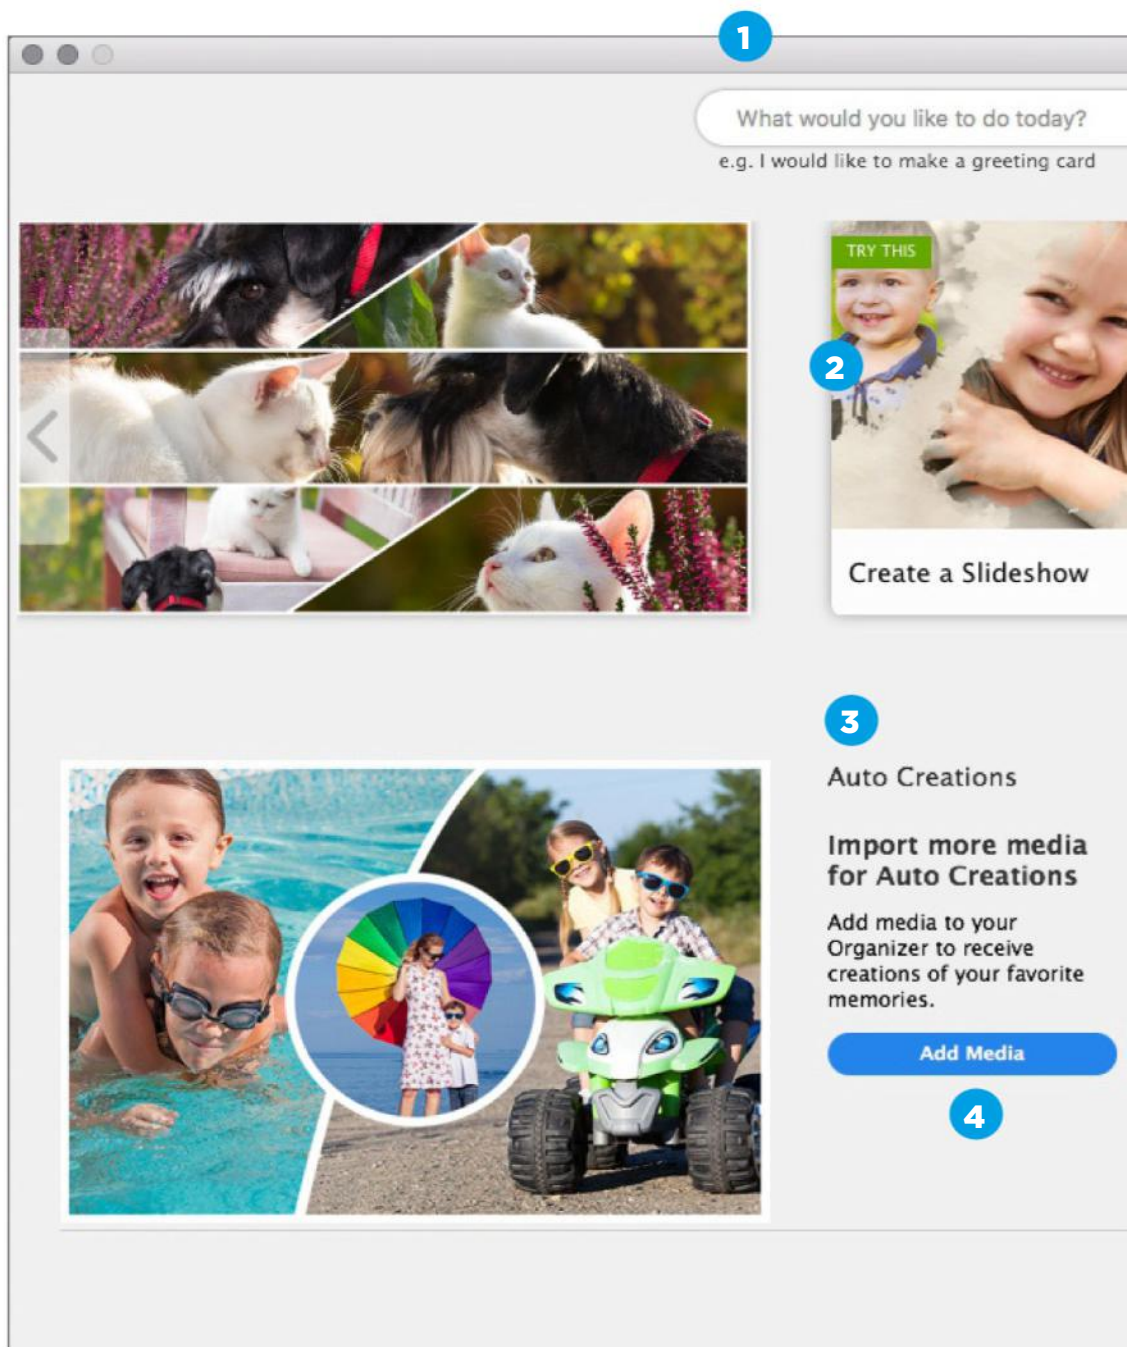 1
What would you like to do today?
e.g. I would like to make a greeting card
TRY THIS
2
Create a Slideshow
3
Auto Creations
Import more media
for Auto Creations
Add media to your
Organizer to receive
creations of your favorite
memories.
Add Media
4